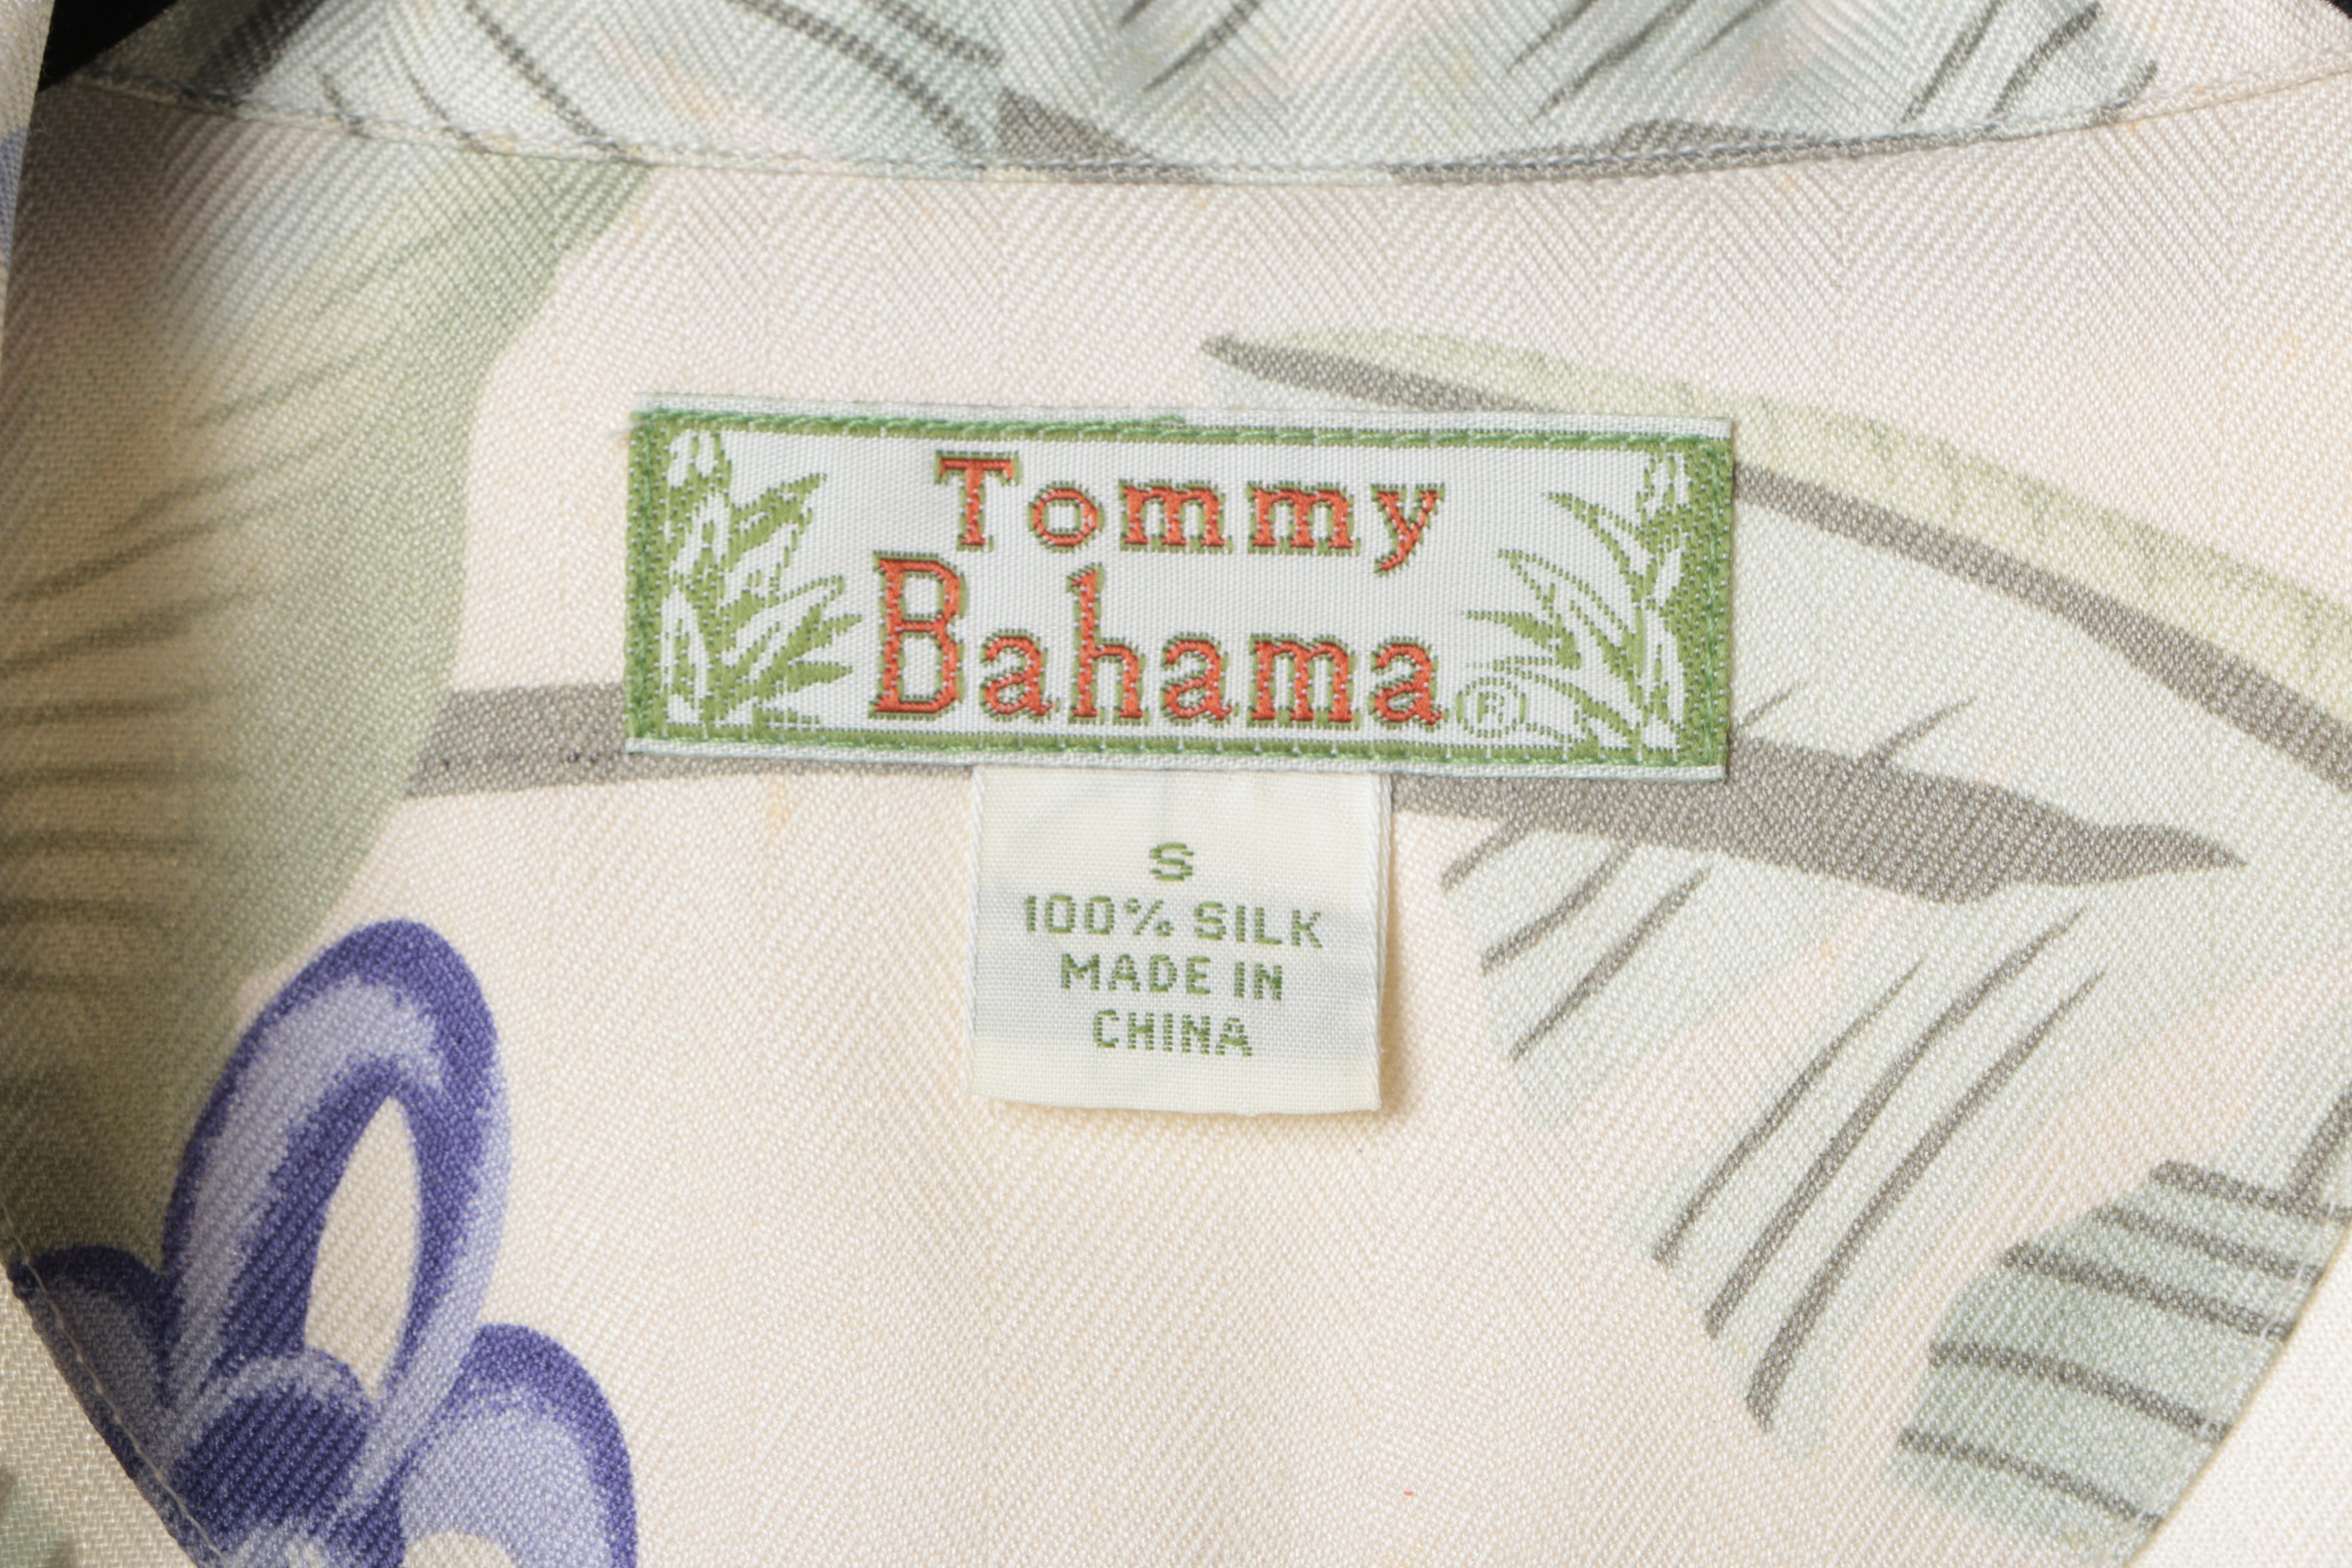 Tommy
Bahama ®
S
100% SILK
MADE IN
CHINA